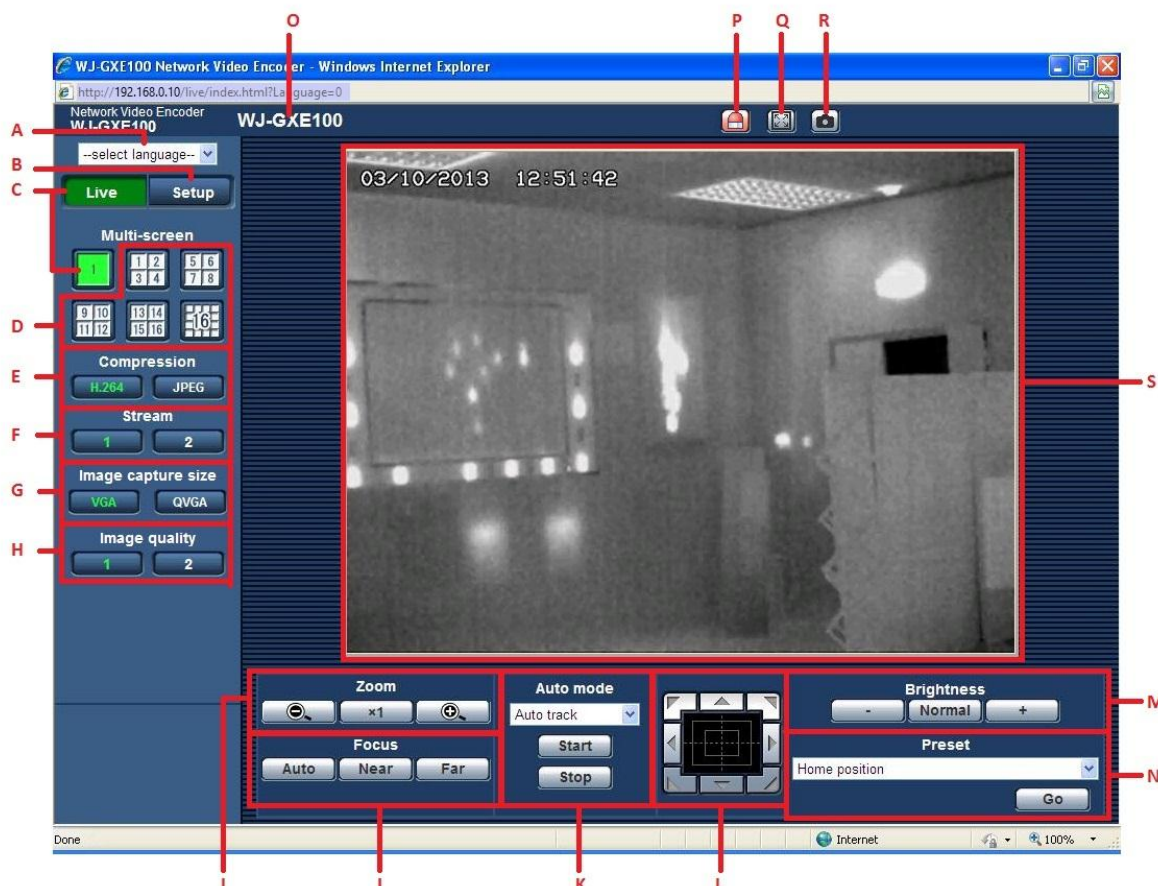 O P Q R
WJ-GXE100 Network Video Encoder - Windows Internet Explorer
http://192.168.0.10/live/index.html?Language=0
Network Video Encoder
WJ-GXE100
WJ-GXE100
A
--select language--
B
C
Live Setup
03/10/2013 12:51:42
Multi-screen
1
1 2
3 4
5 6
7 8
D
9 10
11 12
13 14
15 16
16
E
Compression
H.264 JPEG
S
F
Stream
1 2
G
Image capture size
VGA QVGA
H
Image quality
1 2
Zoom
×1
Auto mode
Auto track
Start
Stop
Brightness
- Normal +
M
Focus
Auto Near Far
Preset
Home position
Go
N
Done Internet 100%
K